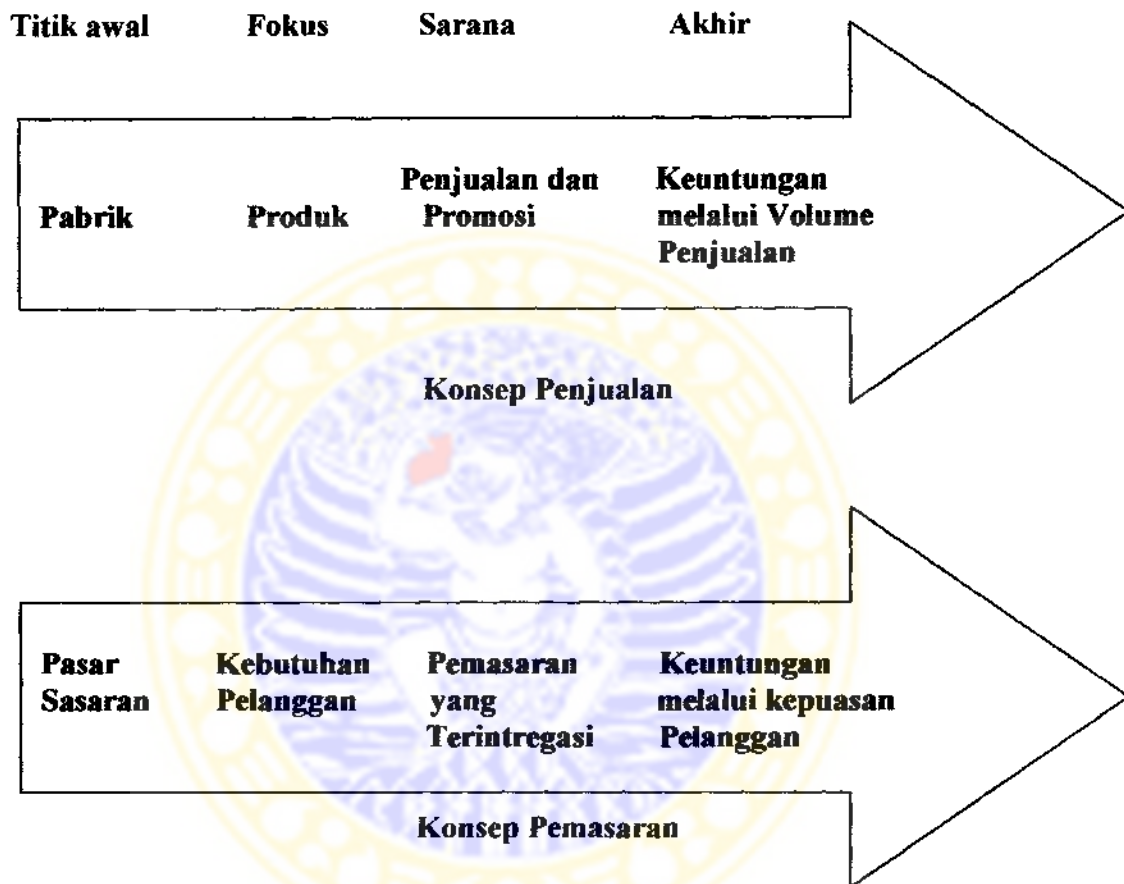 Titik awal Fokus Sarana Akhir
Penjualan dan Keuntungan
Pabrik Produk Promosi melalui Volume
Penjualan
Konsep Penjualan
Pasar Kebutuhan Pemasaran Keuntungan
Sasaran Pelanggan yang melalui kepuasan
Terintregasi Pelanggan
Konsep Pemasaran